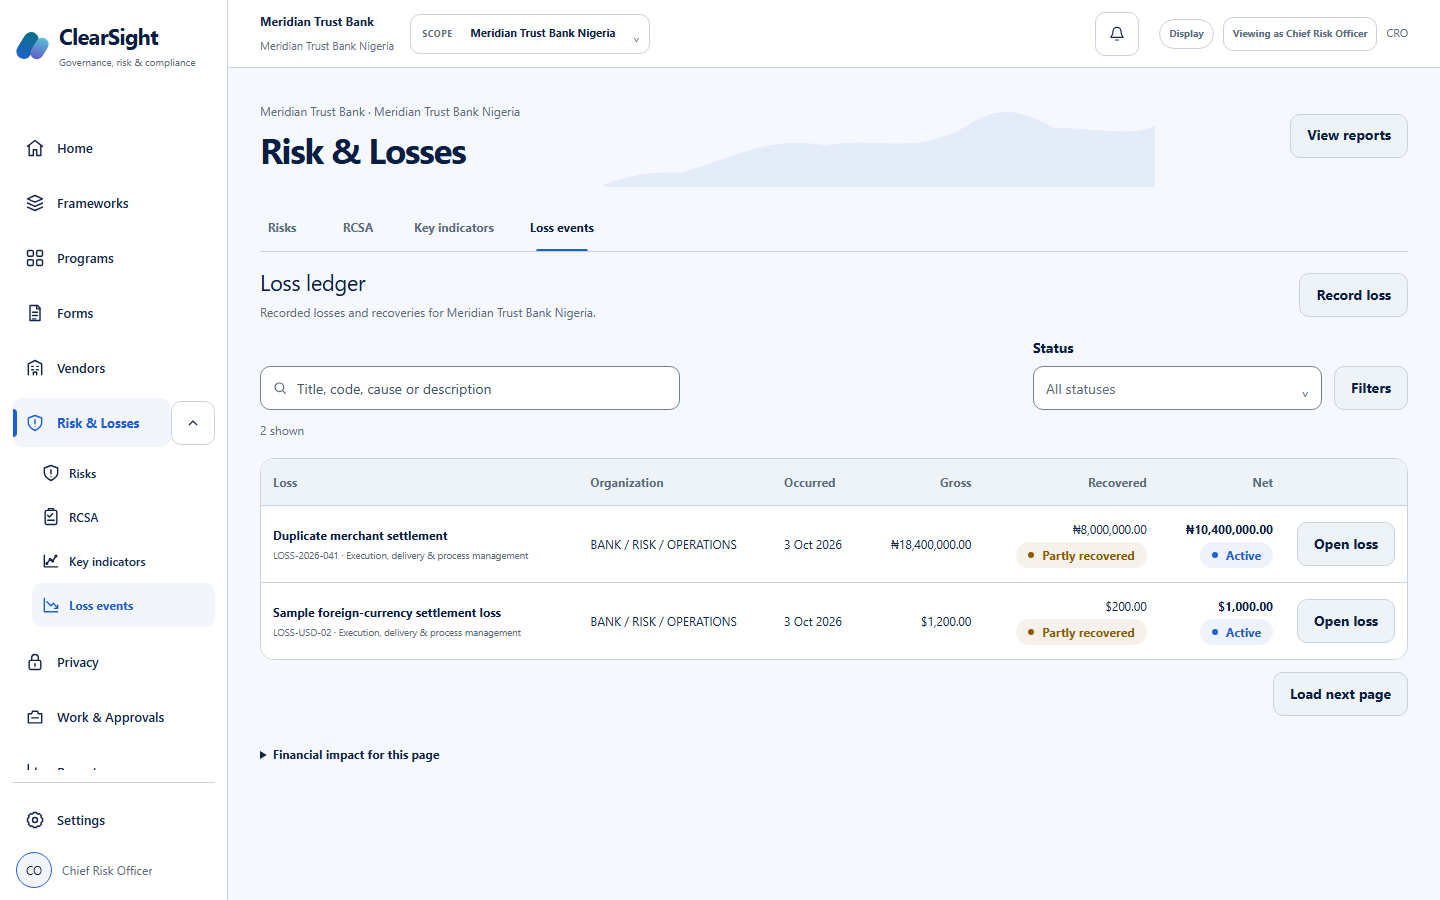 ClearSight
Governance, risk & compliance
Home
Frameworks
Programs
Forms
Vendors
Risk & Losses
Risks
RCSA
Key indicators
Loss events
Privacy
Work & Approvals
Settings
CO Chief Risk Officer
Meridian Trust Bank
Meridian Trust Bank Nigeria
SCOPE Meridian Trust Bank Nigeria
Display
Viewing as Chief Risk Officer
CRO
Meridian Trust Bank · Meridian Trust Bank Nigeria
Risk & Losses
View reports
Risks RCSA Key indicators Loss events
Loss ledger
Recorded losses and recoveries for Meridian Trust Bank Nigeria.
Record loss
Status
Title, code, cause or description
All statuses
Filters
2 shown
Loss Organization Occurred Gross Recovered Net
Duplicate merchant settlement
LOSS-2026-041 · Execution, delivery & process management
BANK / RISK / OPERATIONS
3 Oct 2026
₦18,400,000.00
₦8,000,000.00
Partly recovered
₦10,400,000.00
Active
Open loss
Sample foreign-currency settlement loss
LOSS-USD-02 · Execution, delivery & process management
BANK / RISK / OPERATIONS
3 Oct 2026
$1,200.00
$200.00
Partly recovered
$1,000.00
Active
Open loss
Load next page
Financial impact for this page